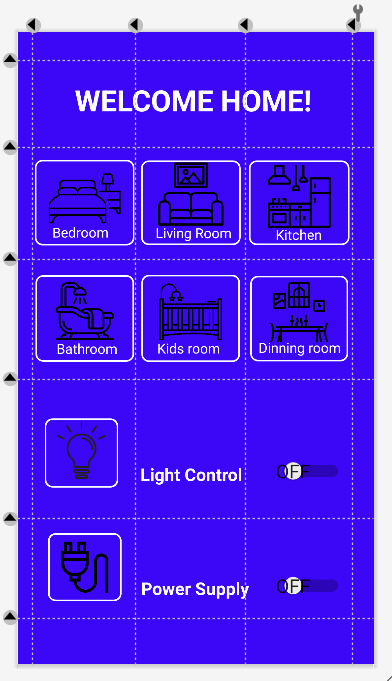 WELCOME HOME!
Bedroom
Living Room
Kitchen
Bathroom
Kids room
Dinning room
Light Control
OFF
Power Supply
OFF